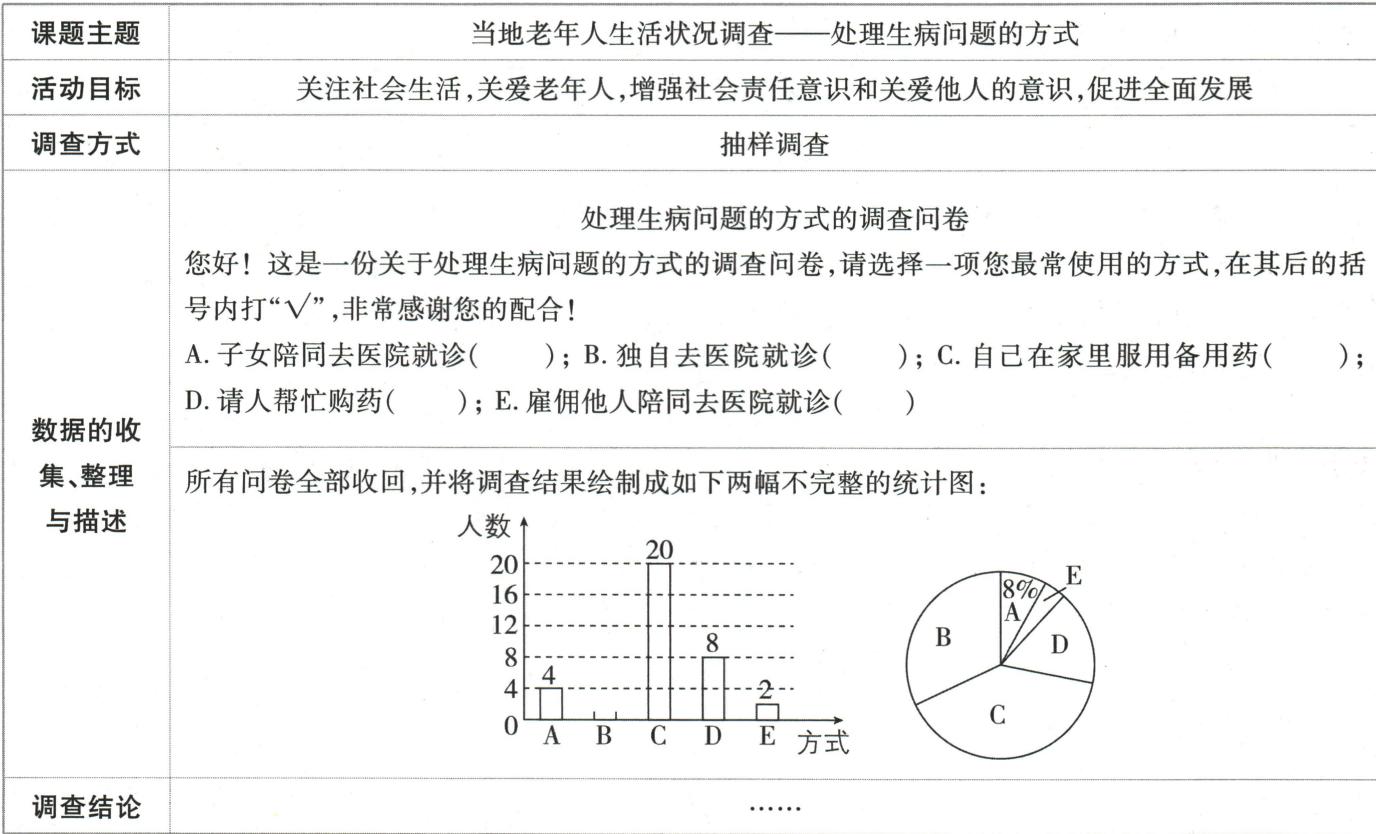 课题主题
当地老年人生活状况调查——处理生病问题的方式
活动目标
关注社会生活,关爱老年人,增强社会责任意识和关爱他人的意识,促进全面发展
调查方式
抽样调查
数据的收
集、整理
与描述
处理生病问题的方式的调查问卷
您好！这是一份关于处理生病问题的方式的调查问卷,请选择一项您最常使用的方式,在其后的括
号内打“√”,非常感谢您的配合！
A. 子女陪同去医院就诊(  ); B. 独自去医院就诊(  ); C. 自己在家里服用备用药(  );
D. 请人帮忙购药(  ); E. 雇佣他人陪同去医院就诊(  )
所有问卷全部收回,并将调查结果绘制成如下两幅不完整的统计图：
人数
20
16
12
8
4
0
4
20
8
2
A B C D E 方式
8%
A
E
B
D
C
调查结论
……